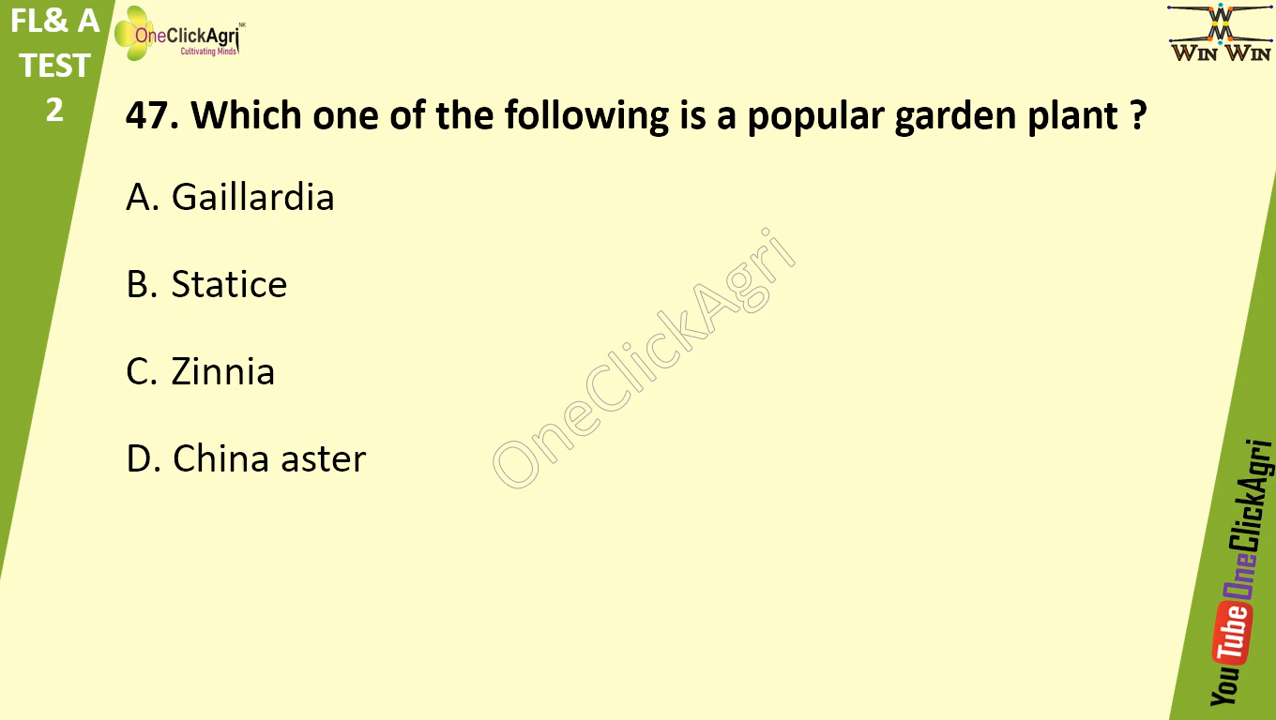 FL& A
TEST
2
OneClickAgri NK
Cultivating Minds
WIN WIN
47. Which one of the following is a popular garden plant ?
A. Gaillardia
B. Statice
C. Zinnia
D. China aster
OneClickAgri
YouTube OneClickAgri